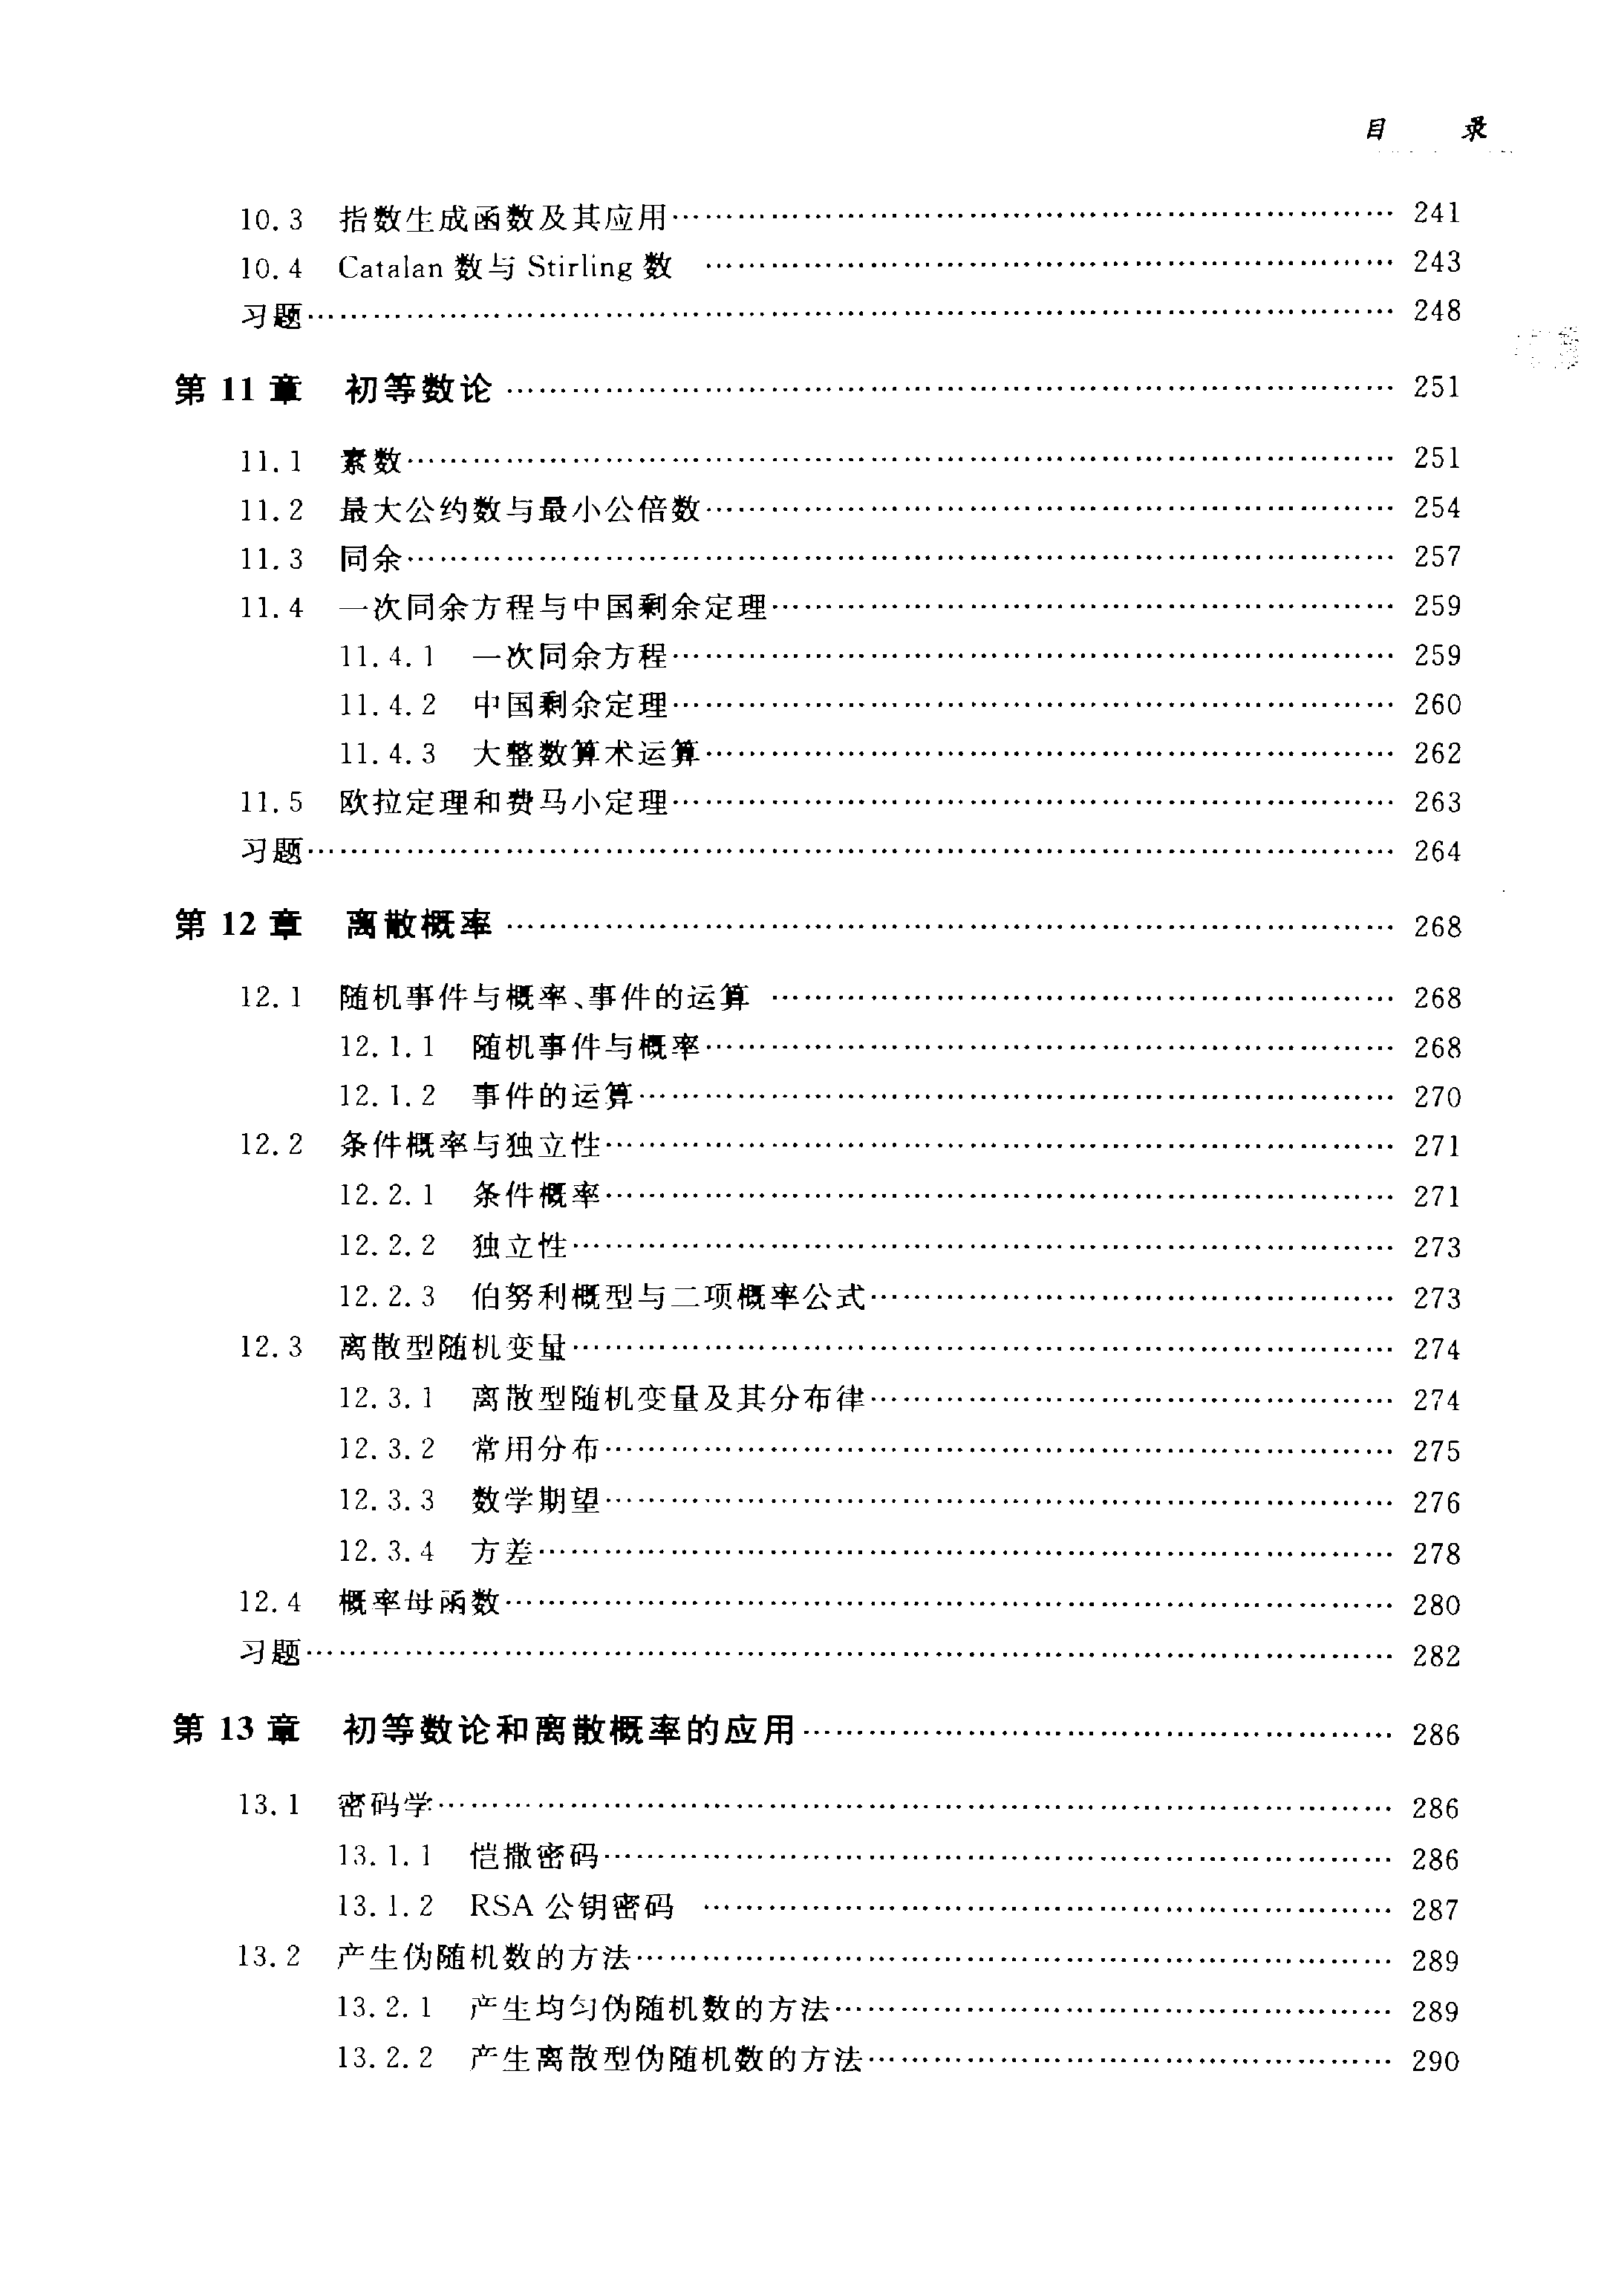 目 录
10.3 指数生成函数及其应用…………………………………………………………… 241
10.4 Catalan 数与 Stirling 数 ………………………………………………………… 243
习题…………………………………………………………………………………………… 248
第 11 章 初等数论 ………………………………………………………………………… 251
11.1 素数…………………………………………………………………………………… 251
11.2 最大公约数与最小公倍数………………………………………………………… 254
11.3 同余…………………………………………………………………………………… 257
11.4 一次同余方程与中国剩余定理…………………………………………………… 259
11.4.1 一次同余方程…………………………………………………………… 259
11.4.2 中国剩余定理…………………………………………………………… 260
11.4.3 大整数算术运算………………………………………………………… 262
11.5 欧拉定理和费马小定理…………………………………………………………… 263
习题…………………………………………………………………………………………… 264
第 12 章 离散概率 ………………………………………………………………………… 268
12.1 随机事件与概率、事件的运算 …………………………………………………… 268
12.1.1 随机事件与概率………………………………………………………… 268
12.1.2 事件的运算……………………………………………………………… 270
12.2 条件概率与独立性………………………………………………………………… 271
12.2.1 条件概率………………………………………………………………… 271
12.2.2 独立性…………………………………………………………………… 273
12.2.3 伯努利概型与二项概率公式…………………………………………… 273
12.3 离散型随机变量…………………………………………………………………… 274
12.3.1 离散型随机变量及其分布律…………………………………………… 274
12.3.2 常用分布………………………………………………………………… 275
12.3.3 数学期望………………………………………………………………… 276
12.3.4 方差……………………………………………………………………… 278
12.4 概率母函数………………………………………………………………………… 280
习题…………………………………………………………………………………………… 282
第 13 章 初等数论和离散概率的应用…………………………………………………… 286
13.1 密码学………………………………………………………………………………… 286
13.1.1 恺撒密码………………………………………………………………… 286
13.1.2 RSA 公钥密码 ………………………………………………………… 287
13.2 产生伪随机数的方法……………………………………………………………… 289
13.2.1 产生均匀伪随机数的方法……………………………………………… 289
13.2.2 产生离散型伪随机数的方法…………………………………………… 290